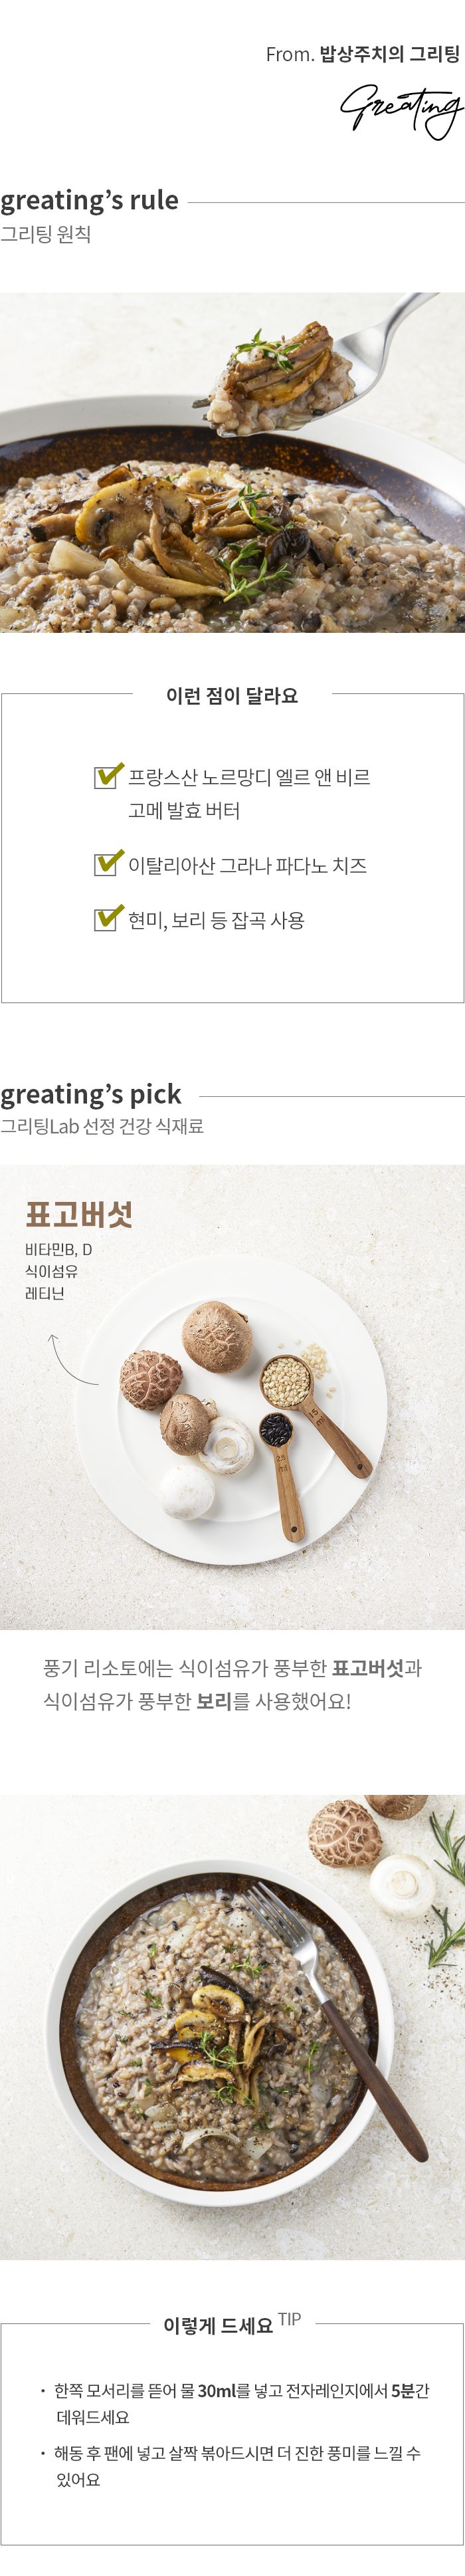 From. 밥상주치의 그리팅
Greating
greating’s rule
그리팅 원칙
이런 점이 달라요
프랑스산 노르망디 엘르 앤 비르
고메 발효 버터
이탈리아산 그라나 파다노 치즈
현미, 보리 등 잡곡 사용
greating’s pick
그리팅Lab 선정 건강 식재료
표고버섯
비타민B, D
식이섬유
레티닌
1.5
ml
2.5
ml
풍기 리소토에는 식이섬유가 풍부한 표고버섯과
식이섬유가 풍부한 보리를 사용했어요!
이렇게 드세요 TIP
· 한쪽 모서리를 뜯어 물 30ml를 넣고 전자레인지에서 5분간
데워드세요
· 해동 후 팬에 넣고 살짝 볶아드시면 더 진한 풍미를 느낄 수
있어요